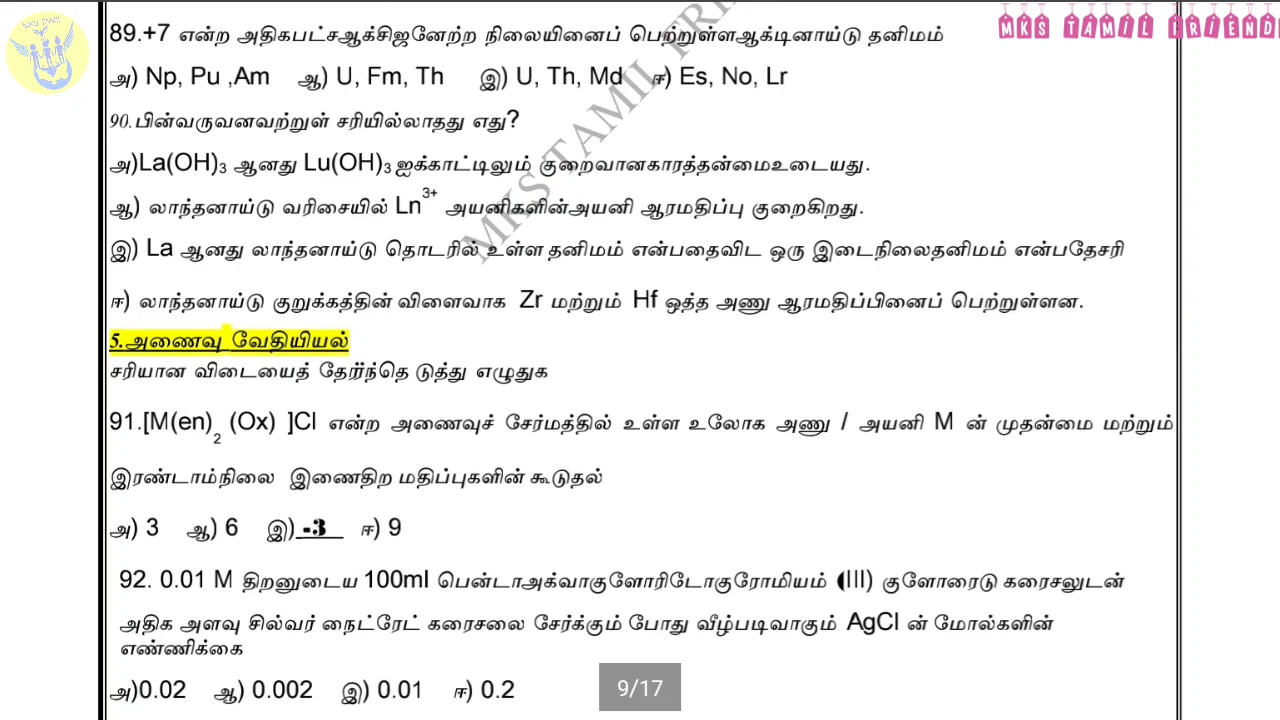 MKS TAMIL
MKS TAMIL FRIEND
89.+7 என்ற அதிகபட்சஆக்சிஜனேற்ற நிலையினைப் பெற்றுள்ளஆக்டினாய்டு தனிமம்
அ) Np, Pu ,Am ஆ) U, Fm, Th இ) U, Th, Md ஈ) Es, No, Lr
90.பின்வருவனவற்றுள் சரியில்லாதது எது?
அ)La(OH)₃ ஆனது Lu(OH)₃ ஐக்காட்டிலும் குறைவானகாரத்தன்மைஉடையது.
ஆ) லாந்தனாய்டு வரிசையில் Ln³⁺ அயனிகளின்அயனி ஆரமதிப்பு குறைகிறது.
இ) La ஆனது லாந்தனாய்டு தொடரில் உள்ள தனிமம் என்பதைவிட ஒரு இடைநிலைதனிமம் என்பதேசரி
ஈ) லாந்தனாய்டு குறுக்கத்தின் விளைவாக Zr மற்றும் Hf ஒத்த அணு ஆரமதிப்பினைப் பெற்றுள்ளன.
MKS TAMIL FRI
5.அணைவு வேதியியல்
சரியான விடையைத் தேர்ந்தெ டுத்து எழுதுக
91.[M(en)₂ (Ox) ]Cl என்ற அணைவுச் சேர்மத்தில் உள்ள உலோக அணு / அயனி M ன் முதன்மை மற்றும்
இரண்டாம்நிலை இணைதிற மதிப்புகளின் கூடுதல்
அ) 3 ஆ) 6 இ) -3 ஈ) 9
92. 0.01 M திறனுடைய 100ml பென்டாஅக்வாகுளோரிடோகுரோமியம் (III) குளோரைடு கரைசலுடன்
அதிக அளவு சில்வர் நைட்ரேட் கரைசலை சேர்க்கும் போது வீழ்படிவாகும் AgCl ன் மோல்களின்
எண்ணிக்கை
அ)0.02 ஆ) 0.002 இ) 0.01 ஈ) 0.2
9/17